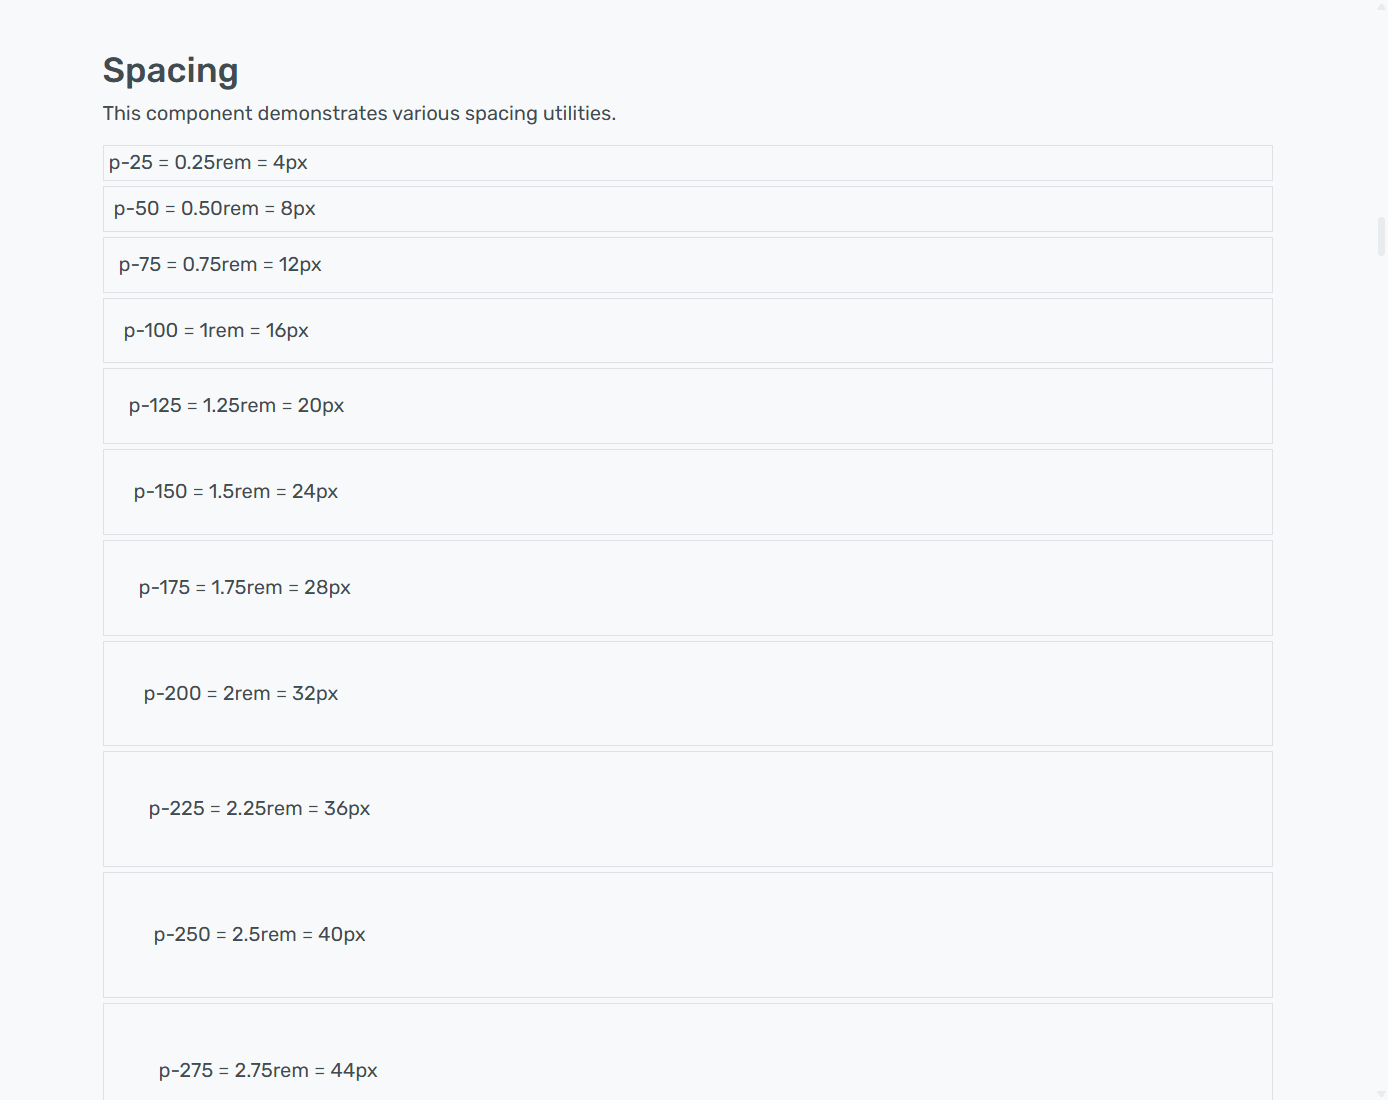 Spacing
This component demonstrates various spacing utilities.
p-25 = 0.25rem = 4px
p-50 = 0.50rem = 8px
p-75 = 0.75rem = 12px
p-100 = 1rem = 16px
p-125 = 1.25rem = 20px
p-150 = 1.5rem = 24px
p-175 = 1.75rem = 28px
p-200 = 2rem = 32px
p-225 = 2.25rem = 36px
p-250 = 2.5rem = 40px
p-275 = 2.75rem = 44px